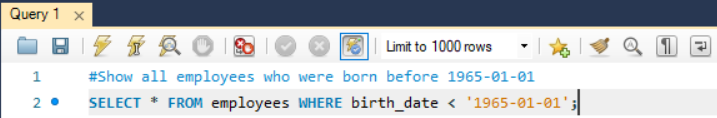 Query 1
Limit to 1000 rows
1 #Show all employees who were born before 1965-01-01
2 SELECT * FROM employees WHERE birth_date < '1965-01-01';